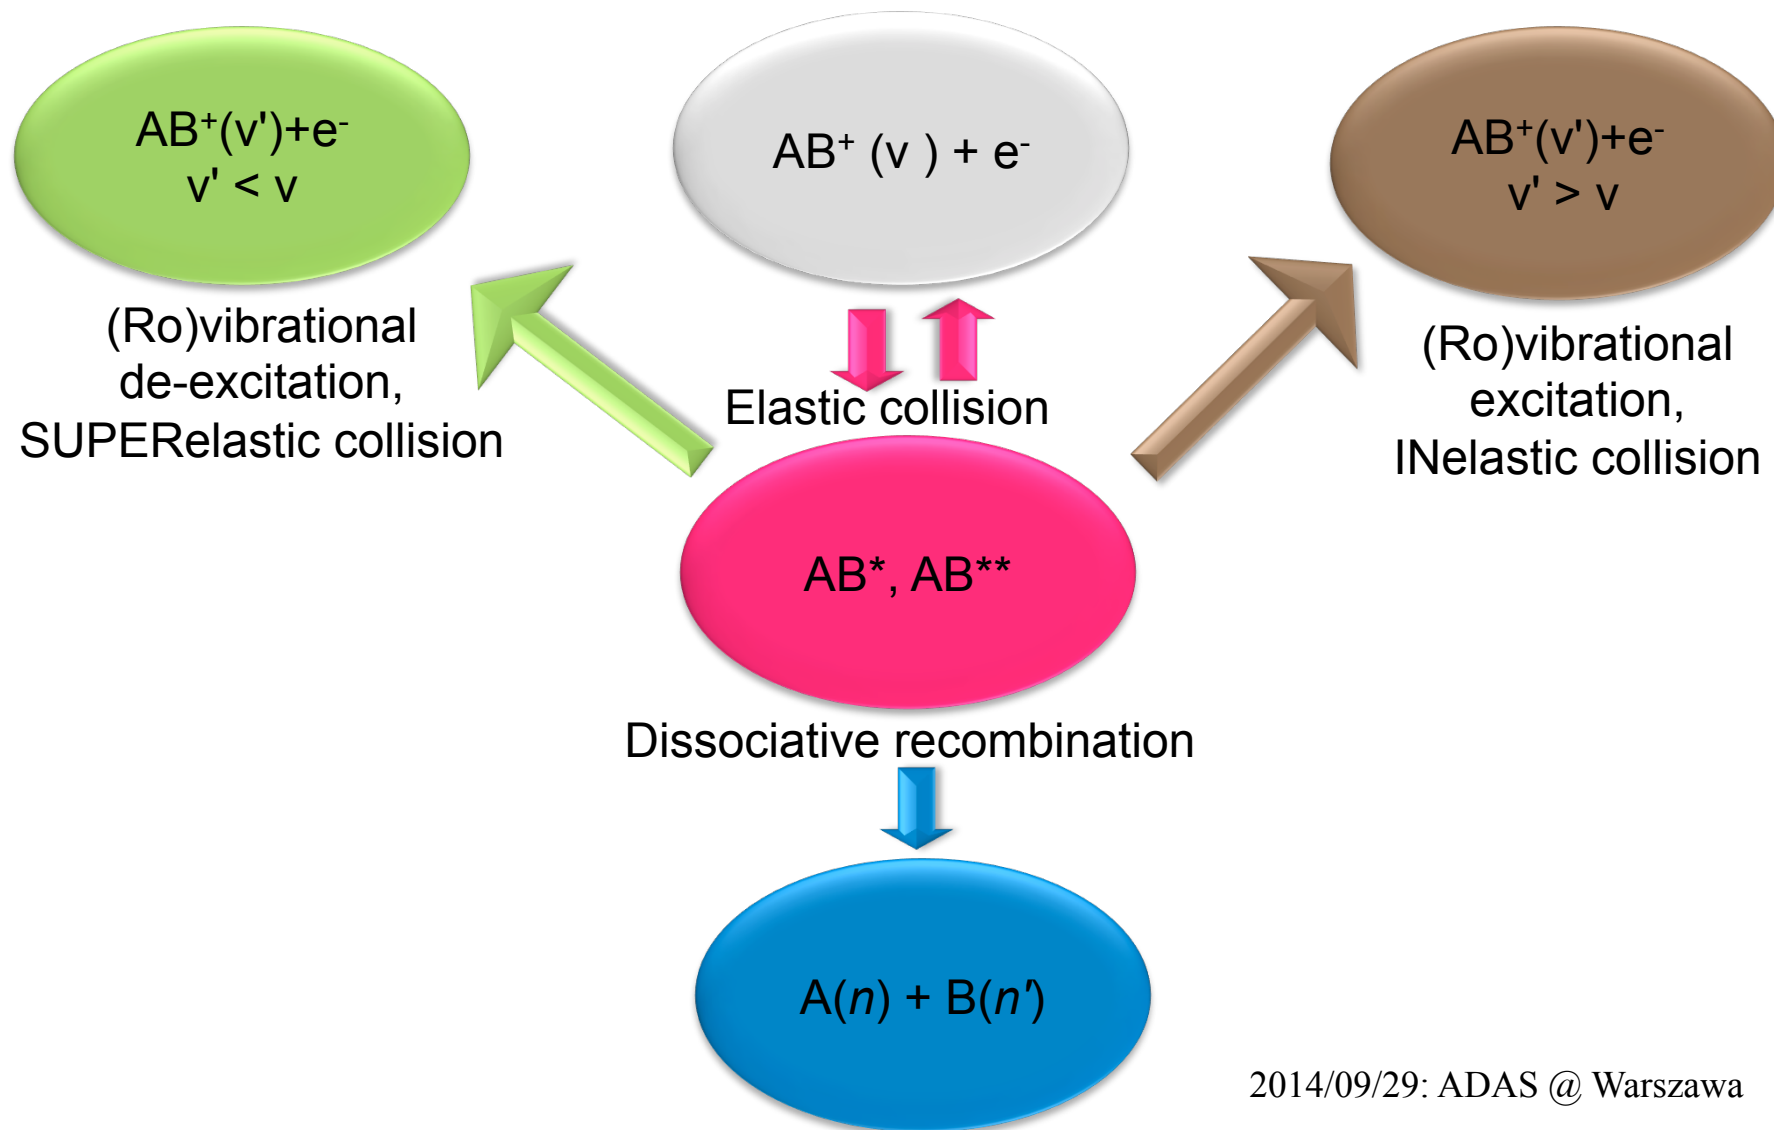 AB⁺(v')+e⁻
v' < v
(Ro)vibrational
de-excitation,
SUPERelastic collision
AB⁺ (v ) + e⁻
Elastic collision
AB⁺(v')+e⁻
v' > v
(Ro)vibrational
excitation,
INelastic collision
AB*, AB**
Dissociative recombination
A(n) + B(n')
2014/09/29: ADAS @ Warszawa